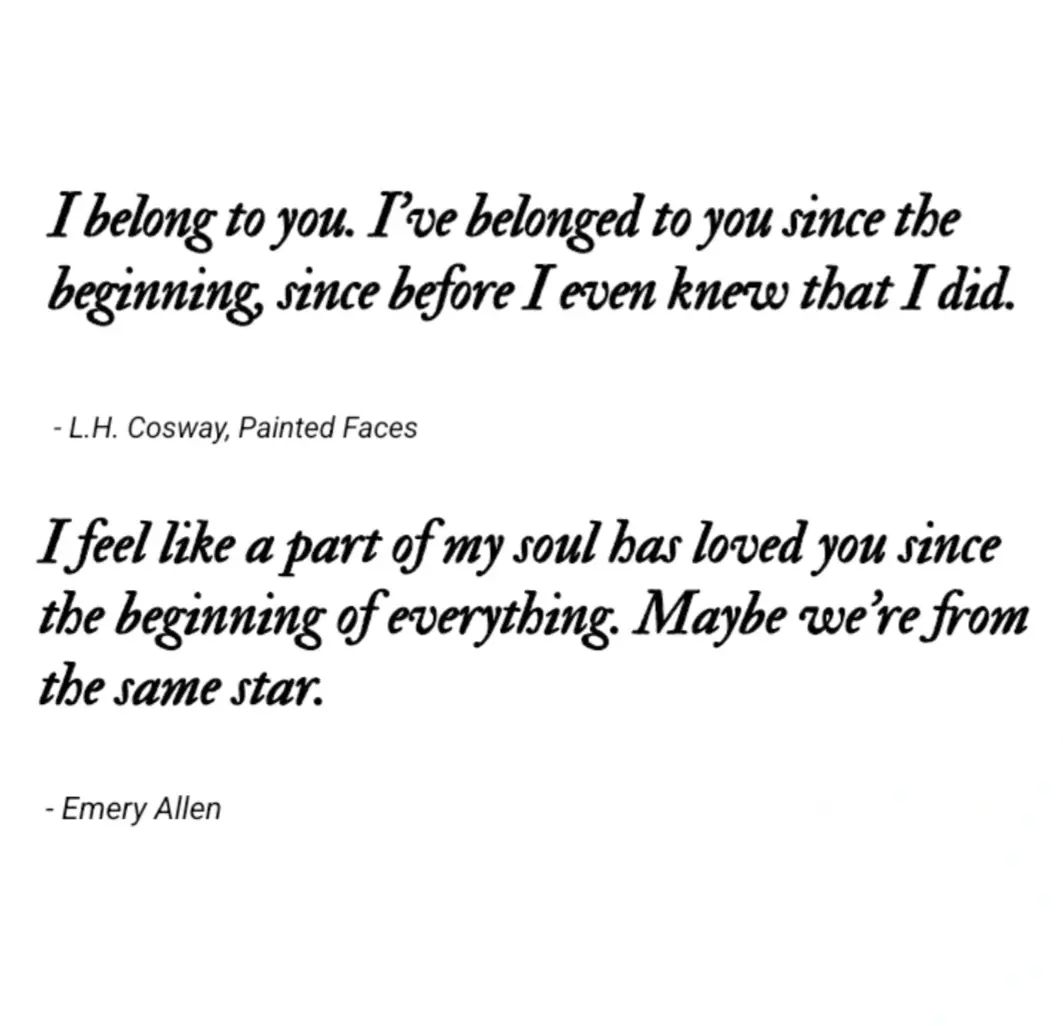 I belong to you. I've belonged to you since the
beginning, since before I even knew that I did.
- L.H. Cosway, Painted Faces
I feel like a part of my soul has loved you since
the beginning of everything. Maybe we're from
the same star.
- Emery Allen